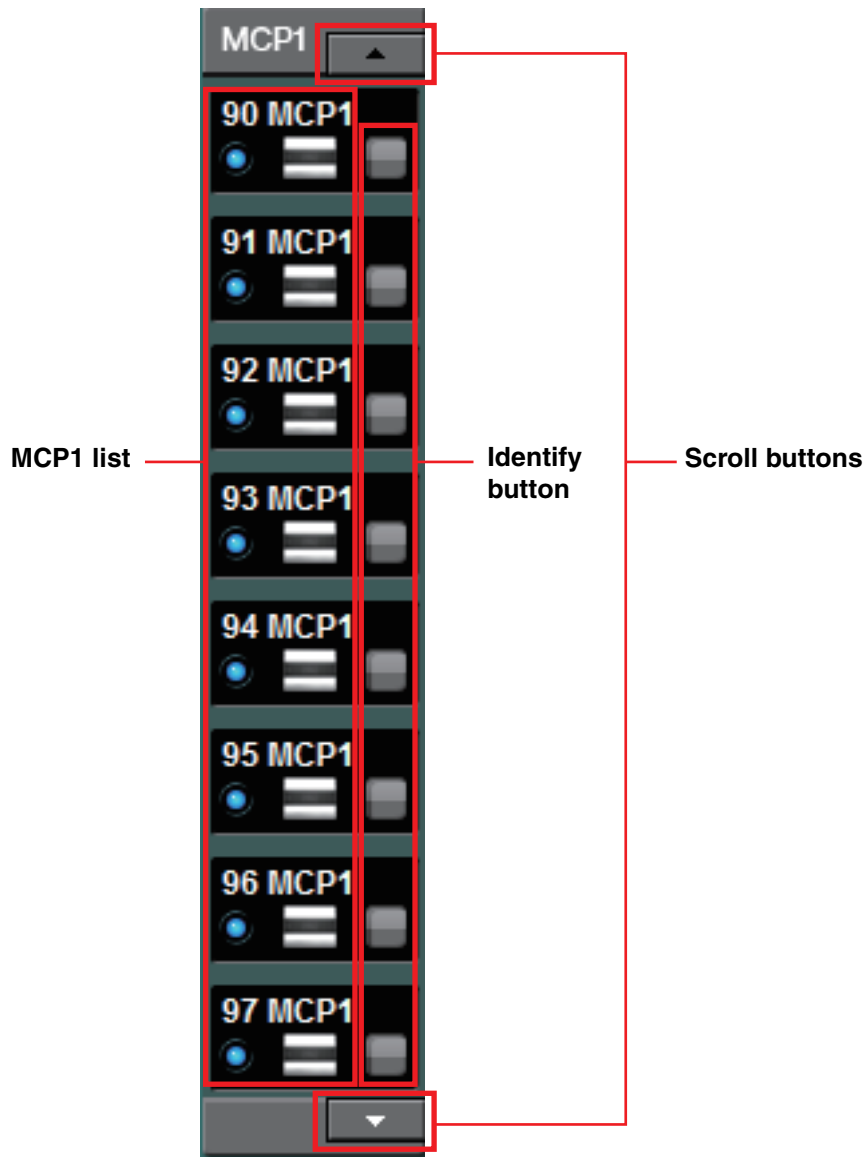 MCP1
90 MCP1
91 MCP1
92 MCP1
93 MCP1
94 MCP1
95 MCP1
96 MCP1
97 MCP1
MCP1 list
Identify
button
Scroll buttons